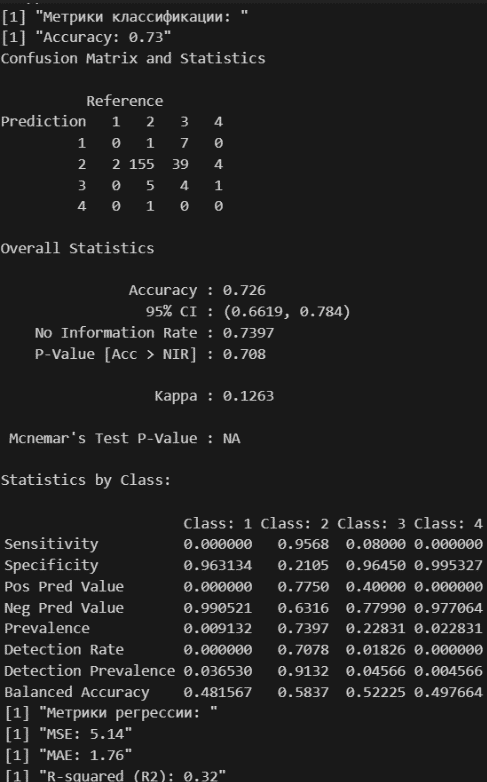 [1] "Метрики классификации: "
[1] "Accuracy: 0.73"
Confusion Matrix and Statistics
Reference
Prediction 1 2 3 4
1 0 1 7 0
2 2 155 39 4
3 0 5 4 1
4 0 1 0 0
Overall Statistics
Accuracy : 0.726
95% CI : (0.6619, 0.784)
No Information Rate : 0.7397
P-Value [Acc > NIR] : 0.708
Kappa : 0.1263
Mcnemar's Test P-Value : NA
Statistics by Class:
Class: 1 Class: 2 Class: 3 Class: 4
Sensitivity 0.000000 0.9568 0.08000 0.000000
Specificity 0.963134 0.2105 0.96450 0.995327
Pos Pred Value 0.000000 0.7750 0.40000 0.000000
Neg Pred Value 0.990521 0.6316 0.77990 0.977064
Prevalence 0.009132 0.7397 0.22831 0.022831
Detection Rate 0.000000 0.7078 0.01826 0.000000
Detection Prevalence 0.036530 0.9132 0.04566 0.004566
Balanced Accuracy 0.481567 0.5837 0.52225 0.497664
[1] "Метрики регрессии: "
[1] "MSE: 5.14"
[1] "MAE: 1.76"
[1] "R-squared (R2): 0.32"